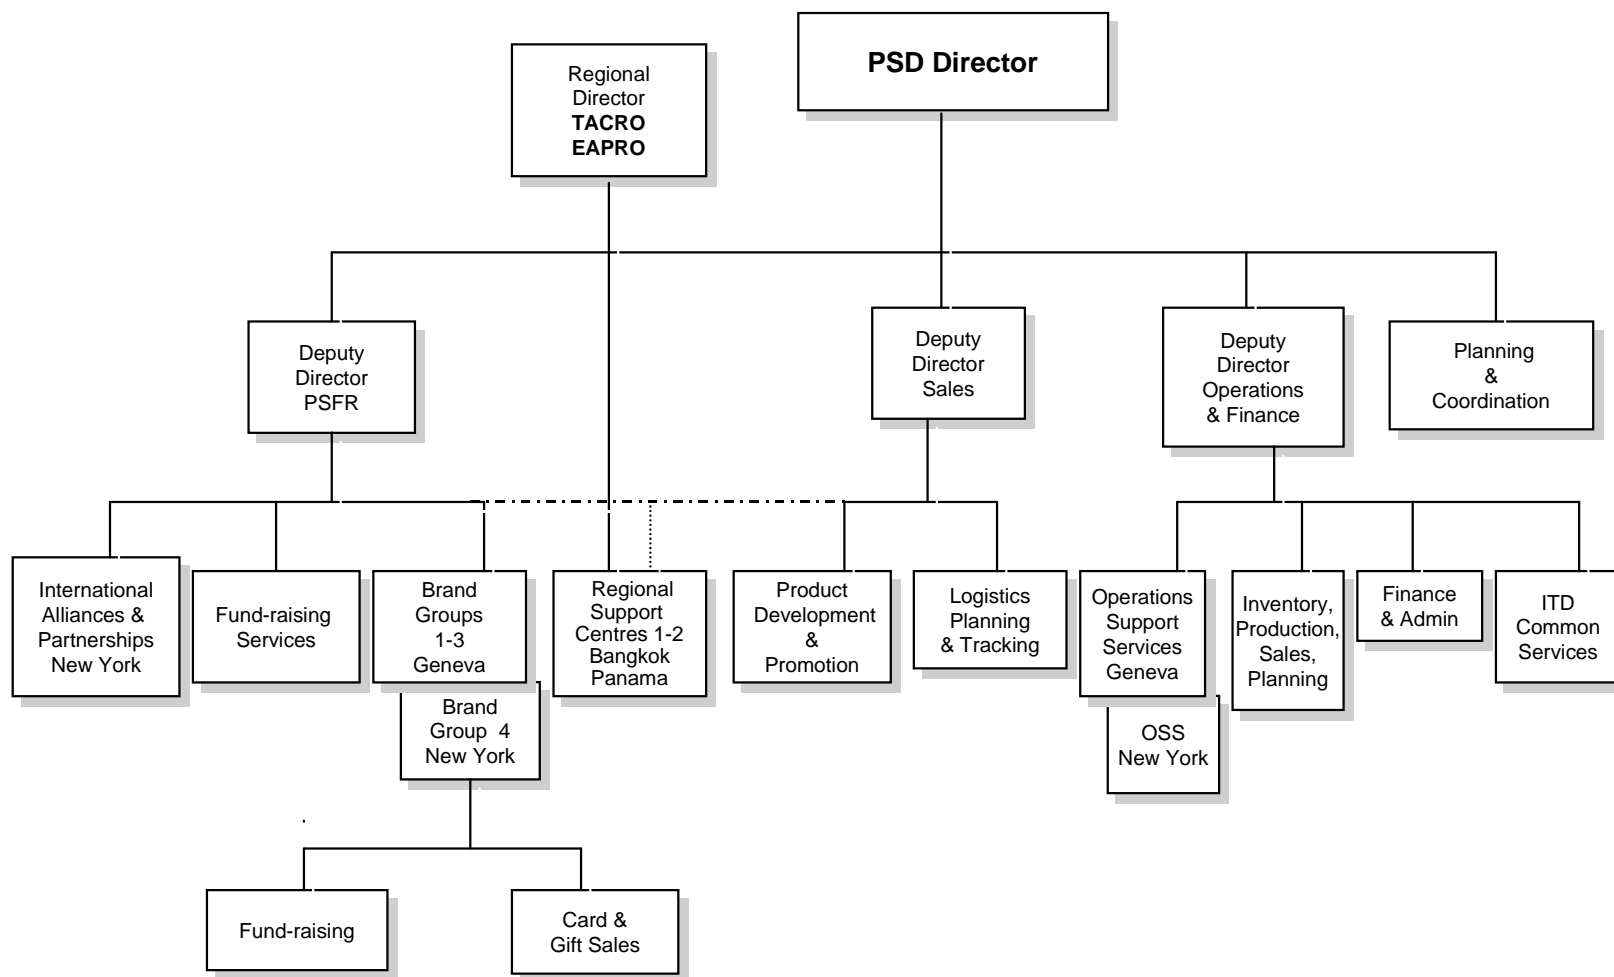 PSD Director
Regional
Director
TACRO
EAPRO
Deputy
Director
PSFR
Deputy
Director
Sales
Deputy
Director
Operations
& Finance
Planning
&
Coordination
International
Alliances &
Partnerships
New York
Fund-raising
Services
Brand
Groups
1-3
Geneva
Regional
Support
Centres 1-2
Bangkok
Panama
Product
Development
&
Promotion
Logistics
Planning
& Tracking
Operations
Support
Services
Geneva
Inventory,
Production,
Sales,
Planning
Finance
& Admin
ITD
Common
Services
Brand
Group 4
New York
OSS
New York
Fund-raising
Card &
Gift Sales